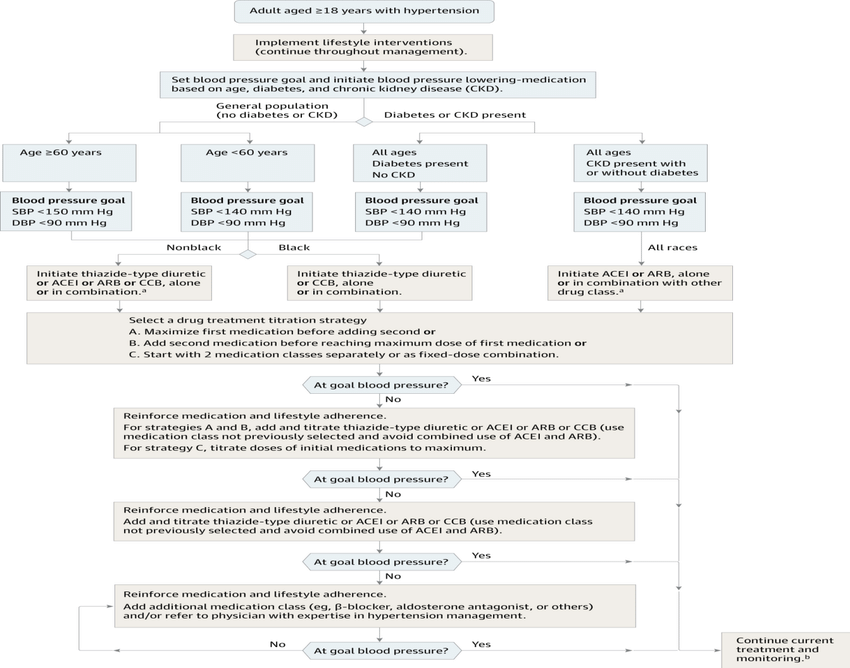 Adult aged ≥18 years with hypertension
Implement lifestyle interventions
(continue throughout management).
Set blood pressure goal and initiate blood pressure lowering-medication
based on age, diabetes, and chronic kidney disease (CKD).
General population
(no diabetes or CKD)
Diabetes or CKD present
Age ≥60 years
Age <60 years
All ages
Diabetes present
No CKD
All ages
CKD present with
or without diabetes
Blood pressure goal
SBP <150 mm Hg
DBP <90 mm Hg
Blood pressure goal
SBP <140 mm Hg
DBP <90 mm Hg
Blood pressure goal
SBP <140 mm Hg
DBP <90 mm Hg
Blood pressure goal
SBP <140 mm Hg
DBP <90 mm Hg
Nonblack
Black
All races
Initiate thiazide-type diuretic
or ACEI or ARB or CCB, alone
or in combination.ᵃ
Initiate thiazide-type diuretic
or CCB, alone
or in combination.
Initiate ACEI or ARB, alone
or in combination with other
drug class.ᵃ
Select a drug treatment titration strategy
A. Maximize first medication before adding second or
B. Add second medication before reaching maximum dose of first medication or
C. Start with 2 medication classes separately or as fixed-dose combination.
At goal blood pressure?
Yes
No
Reinforce medication and lifestyle adherence.
For strategies A and B, add and titrate thiazide-type diuretic or ACEI or ARB or CCB (use
medication class not previously selected and avoid combined use of ACEI and ARB).
For strategy C, titrate doses of initial medications to maximum.
At goal blood pressure?
Yes
No
Reinforce medication and lifestyle adherence.
Add and titrate thiazide-type diuretic or ACEI or ARB or CCB (use medication class
not previously selected and avoid combined use of ACEI and ARB).
At goal blood pressure?
Yes
No
Reinforce medication and lifestyle adherence.
Add additional medication class (eg, β-blocker, aldosterone antagonist, or others)
and/or refer to physician with expertise in hypertension management.
No
At goal blood pressure?
Yes
Continue current
treatment and
monitoring.ᵇ